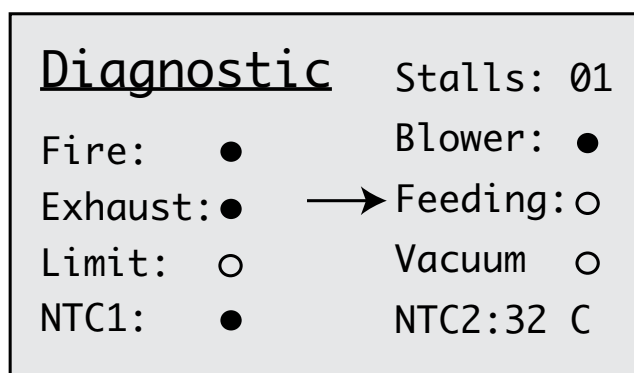 Diagnostic
Fire: ●
Exhaust: ●
Limit: ○
NTC1: ●
Stalls: 01
Blower: ●
→ Feeding: ○
Vacuum ○
NTC2:32 C